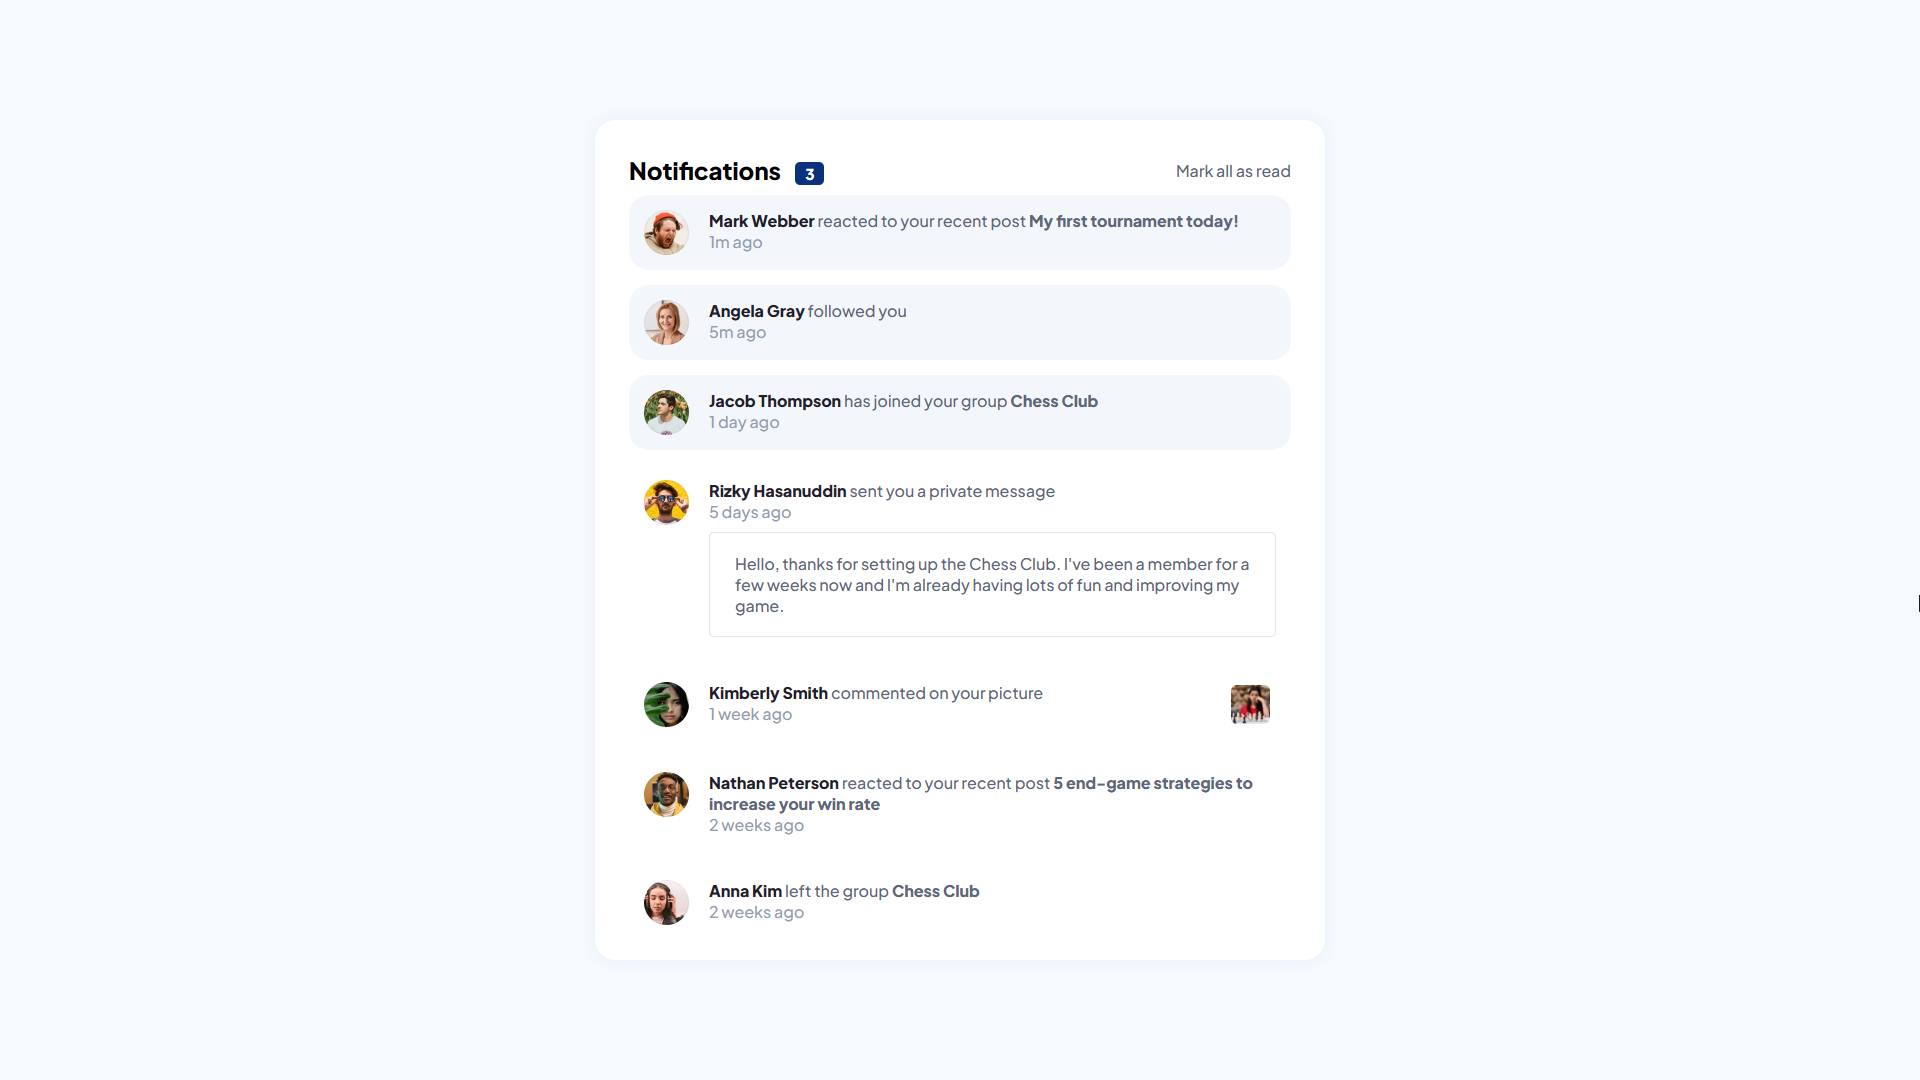 Notifications 3 Mark all as read
Mark Webber reacted to your recent post My first tournament today!
1m ago
Angela Gray followed you
5m ago
Jacob Thompson has joined your group Chess Club
1 day ago
Rizky Hasanuddin sent you a private message
5 days ago
Hello, thanks for setting up the Chess Club. I've been a member for a
few weeks now and I'm already having lots of fun and improving my
game.
Kimberly Smith commented on your picture
1 week ago
Nathan Peterson reacted to your recent post 5 end-game strategies to
increase your win rate
2 weeks ago
Anna Kim left the group Chess Club
2 weeks ago